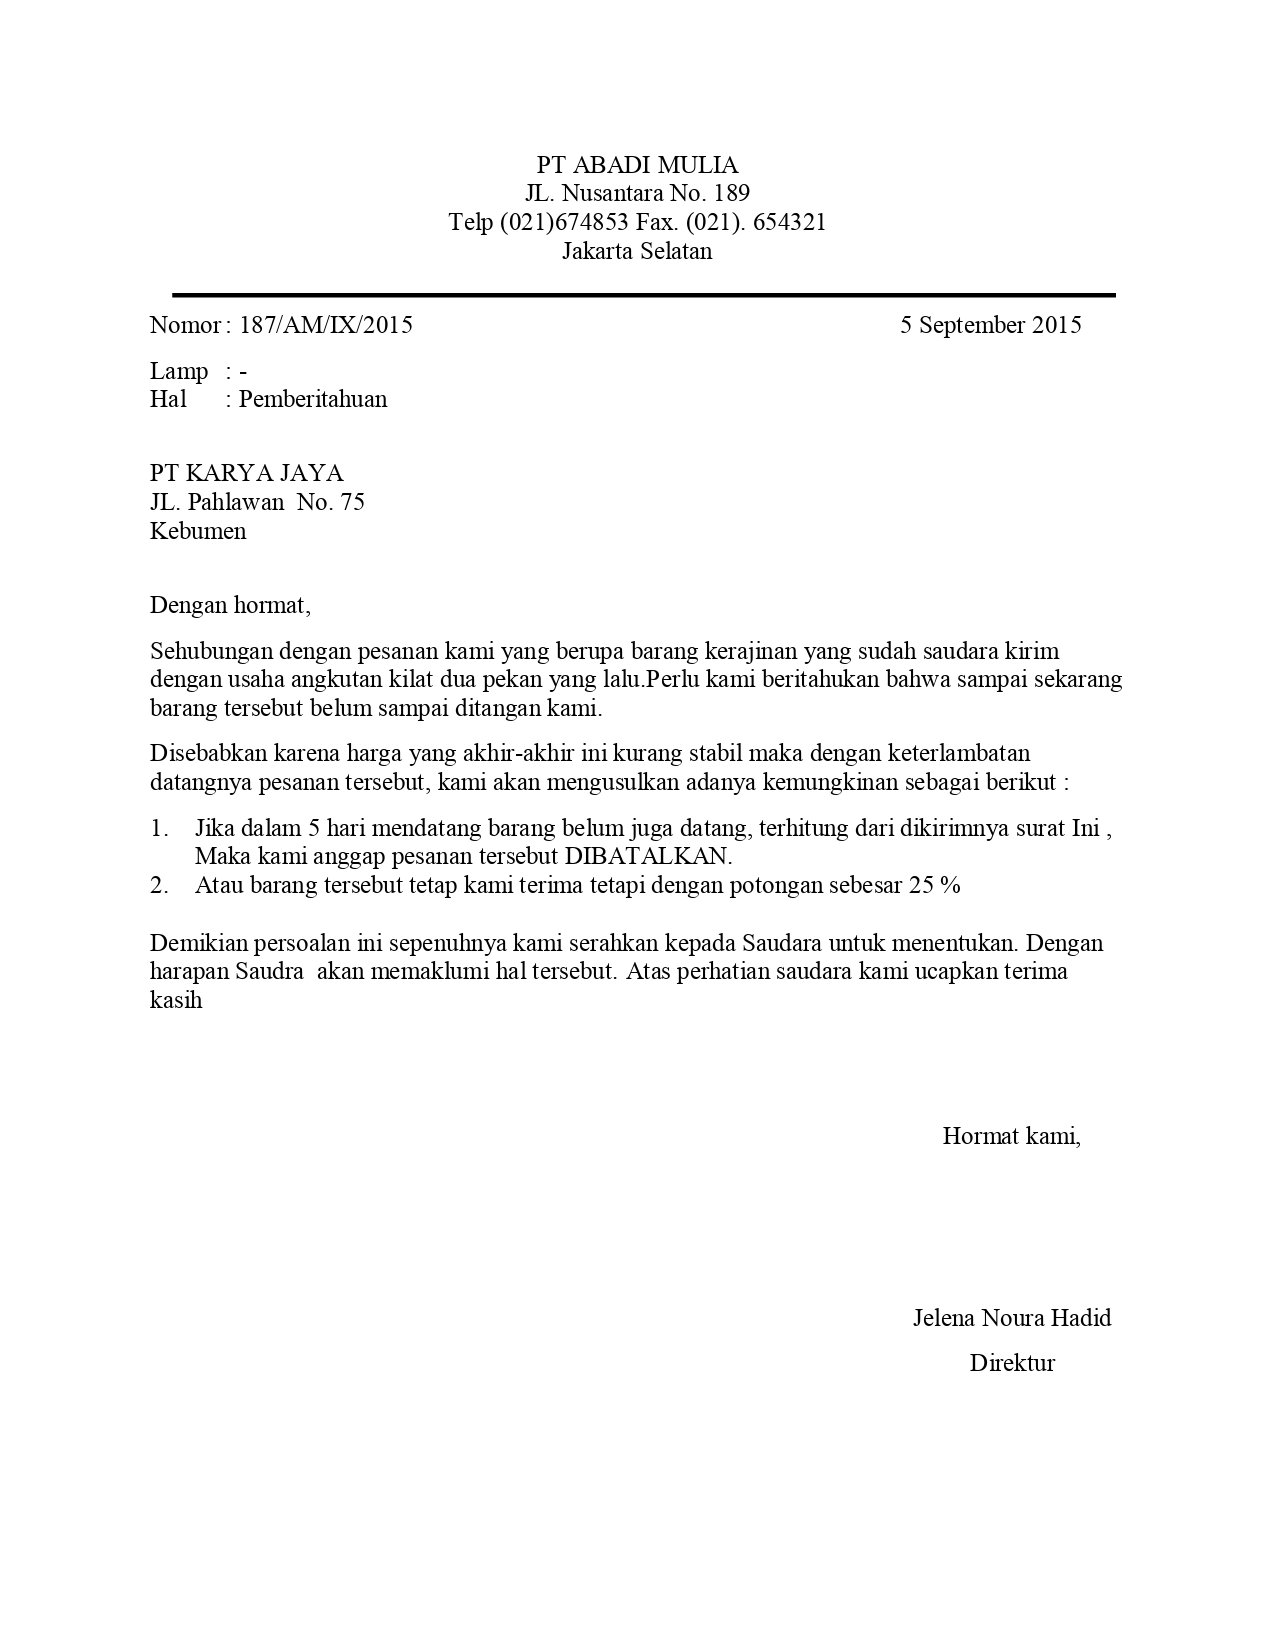 PT ABADI MULIA
JL. Nusantara No. 189
Telp (021)674853 Fax. (021). 654321
Jakarta Selatan
Nomor : 187/AM/IX/2015 5 September 2015
Lamp : -
Hal : Pemberitahuan
PT KARYA JAYA
JL. Pahlawan  No. 75
Kebumen
Dengan hormat,
Sehubungan dengan pesanan kami yang berupa barang kerajinan yang sudah saudara kirim
dengan usaha angkutan kilat dua pekan yang lalu.Perlu kami beritahukan bahwa sampai sekarang
barang tersebut belum sampai ditangan kami.
Disebabkan karena harga yang akhir-akhir ini kurang stabil maka dengan keterlambatan
datangnya pesanan tersebut, kami akan mengusulkan adanya kemungkinan sebagai berikut :
1. Jika dalam 5 hari mendatang barang belum juga datang, terhitung dari dikirimnya surat Ini ,
Maka kami anggap pesanan tersebut DIBATALKAN.
2. Atau barang tersebut tetap kami terima tetapi dengan potongan sebesar 25 %
Demikian persoalan ini sepenuhnya kami serahkan kepada Saudara untuk menentukan. Dengan
harapan Saudra  akan memaklumi hal tersebut. Atas perhatian saudara kami ucapkan terima
kasih
Hormat kami,
Jelena Noura Hadid
Direktur